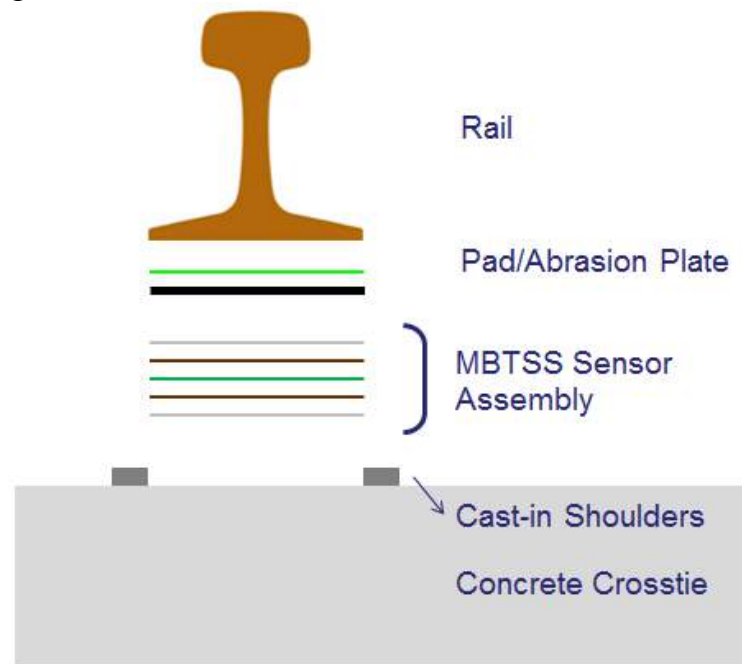 Rail
Pad/Abrasion Plate
MBTSS Sensor
Assembly
Cast-in Shoulders
Concrete Crosstie